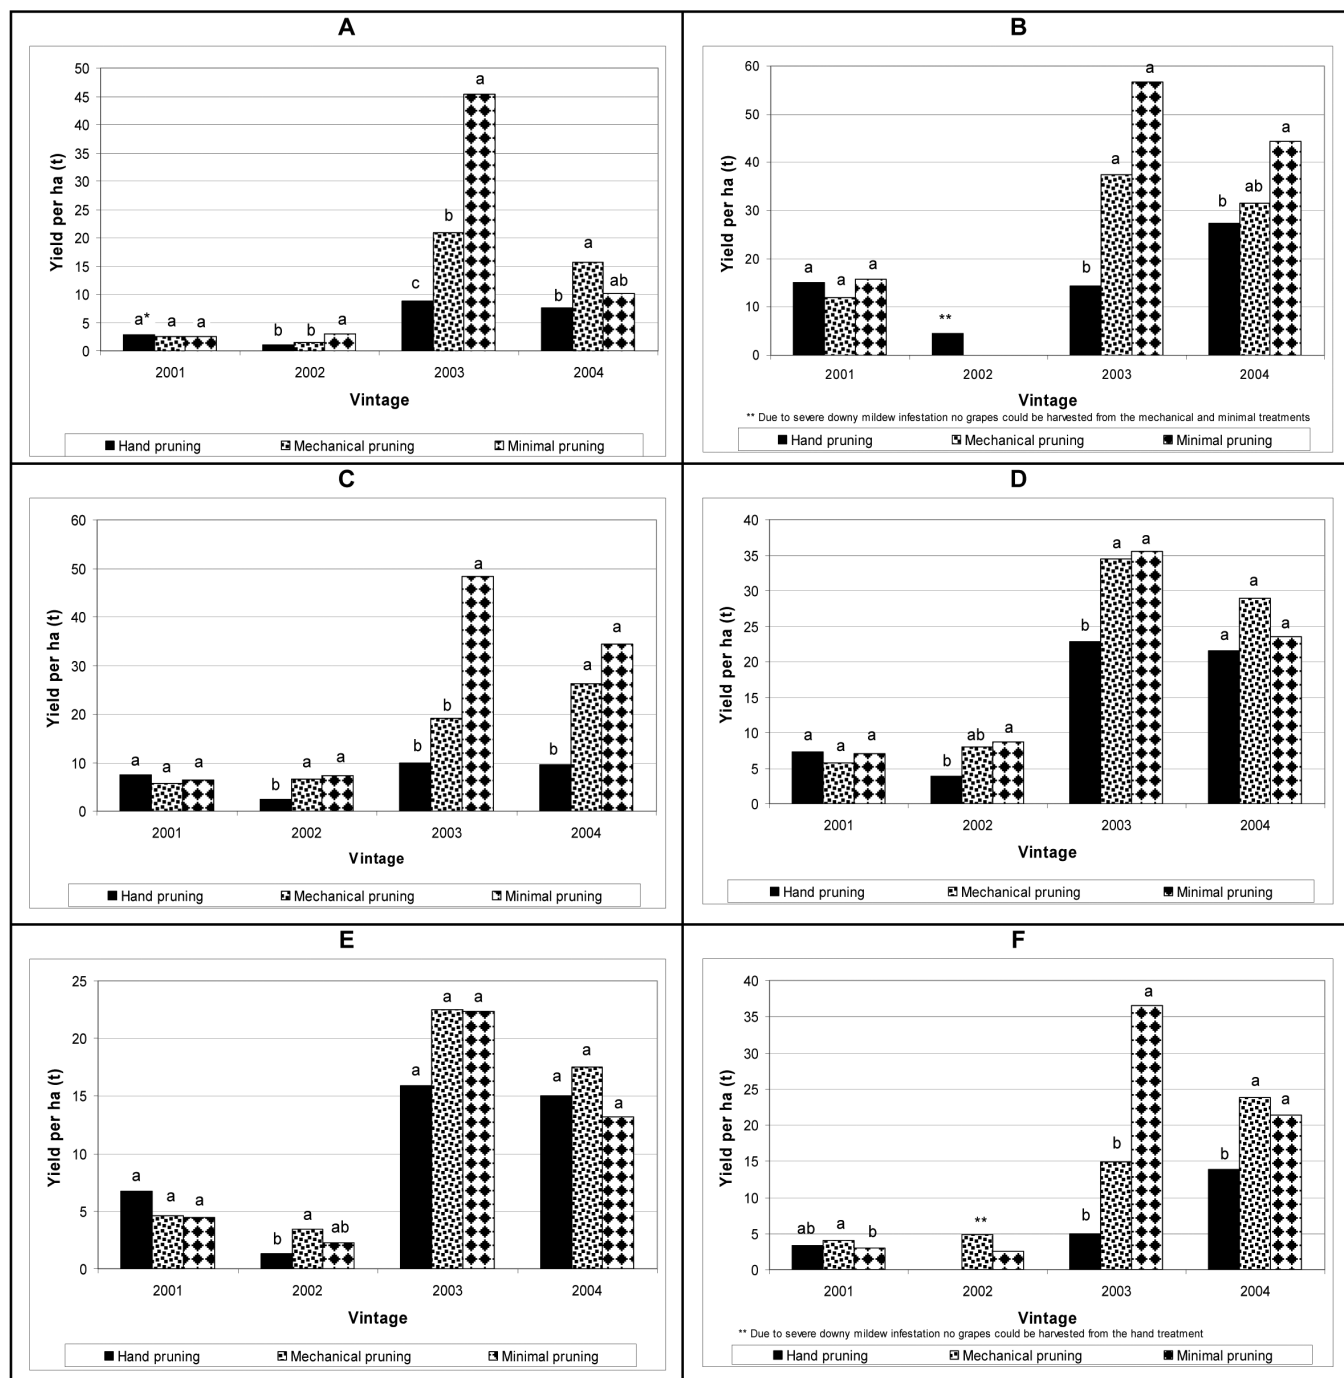 A
Yield per ha (t)
50
45
40
35
30
25
20
15
10
5
0
a* a a
b b a
c b a
b a ab
2001 2002 2003 2004
Vintage
Hand pruning Mechanical pruning Minimal pruning
B
Yield per ha (t)
60
50
40
30
20
10
0
a a a
**
b a a
b ab a
2001 2002 2003 2004
Vintage
** Due to severe downy mildew infestation no grapes could be harvested from the mechanical and minimal treatments
Hand pruning Mechanical pruning Minimal pruning
C
Yield per ha (t)
60
50
40
30
20
10
0
a a a
b a a
b b a
b a a
2001 2002 2003 2004
Vintage
Hand pruning Mechanical pruning Minimal pruning
D
Yield per ha (t)
40
35
30
25
20
15
10
5
0
a a a
b ab a
b a a
a a a
2001 2002 2003 2004
Vintage
Hand pruning Mechanical pruning Minimal pruning
E
Yield per ha (t)
25
20
15
10
5
0
a a a
b a ab
a a a
a a a
2001 2002 2003 2004
Vintage
Hand pruning Mechanical pruning Minimal pruning
F
Yield per ha (t)
40
35
30
25
20
15
10
5
0
ab a b
**
b b a
b a a
2001 2002 2003 2004
Vintage
** Due to severe downy mildew infestation no grapes could be harvested from the hand treatment
Hand pruning Mechanical pruning Minimal pruning